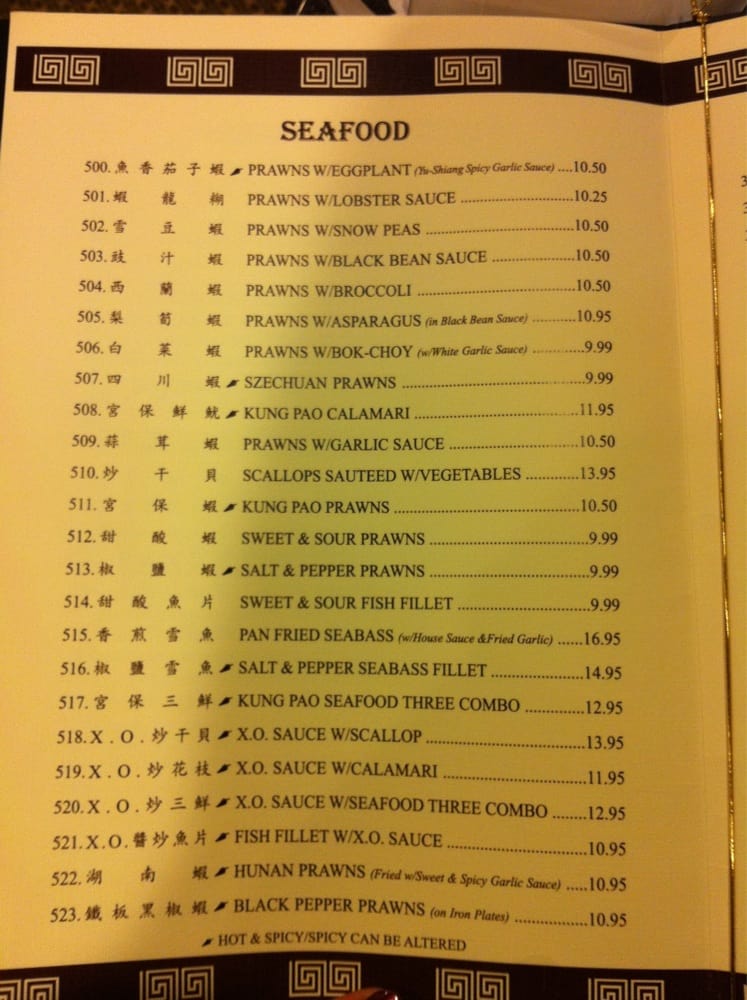 SEAFOOD
500. 魚香茄子蝦 PRAWNS W/EGGPLANT (Yu-Shiang Spicy Garlic Sauce) ....10.50
501. 蝦龍糊 PRAWNS W/LOBSTER SAUCE ........................10.25
502. 雪豆蝦 PRAWNS W/SNOW PEAS ................................10.50
503. 豉汁蝦 PRAWNS W/BLACK BEAN SAUCE ..................10.50
504. 西蘭蝦 PRAWNS W/BROCCOLI ..................................10.50
505. 梨筍蝦 PRAWNS W/ASPARAGUS (in Black Bean Sauce) ..........10.95
506. 白菜蝦 PRAWNS W/BOK-CHOY (w/White Garlic Sauce) ............9.99
507. 四川蝦 SZECHUAN PRAWNS ......................................9.99
508. 宮保鮮魷 KUNG PAO CALAMARI ..................................11.95
509. 蒜茸蝦 PRAWNS W/GARLIC SAUCE ..........................10.50
510. 炒干貝 SCALLOPS SAUTEED W/VEGETABLES ............13.95
511. 宮保蝦 KUNG PAO PRAWNS ......................................10.50
512. 甜酸蝦 SWEET & SOUR PRAWNS ................................9.99
513. 椒鹽蝦 SALT & PEPPER PRAWNS ................................9.99
514. 甜酸魚片 SWEET & SOUR FISH FILLET ..........................9.99
515. 香煎雪魚 PAN FRIED SEABASS (w/House Sauce &Fried Garlic) ......16.95
516. 椒鹽雪魚 SALT & PEPPER SEABASS FILLET ....................14.95
517. 宮保三鮮 KUNG PAO SEAFOOD THREE COMBO ..............12.95
518. X.O.炒干貝 X.O. SAUCE W/SCALLOP ..................................13.95
519. X.O.炒花枝 X.O. SAUCE W/CALAMARI ..............................11.95
520. X.O.炒三鮮 X.O. SAUCE W/SEAFOOD THREE COMBO ........12.95
521. X.O.醬炒魚片 FISH FILLET W/X.O. SAUCE ..............................10.95
522. 湖南蝦 HUNAN PRAWNS (Fried w/Sweet & Spicy Garlic Sauce) .....10.95
523. 鐵板黑椒蝦 BLACK PEPPER PRAWNS (on Iron Plates) ..................10.95
HOT & SPICY/SPICY CAN BE ALTERED